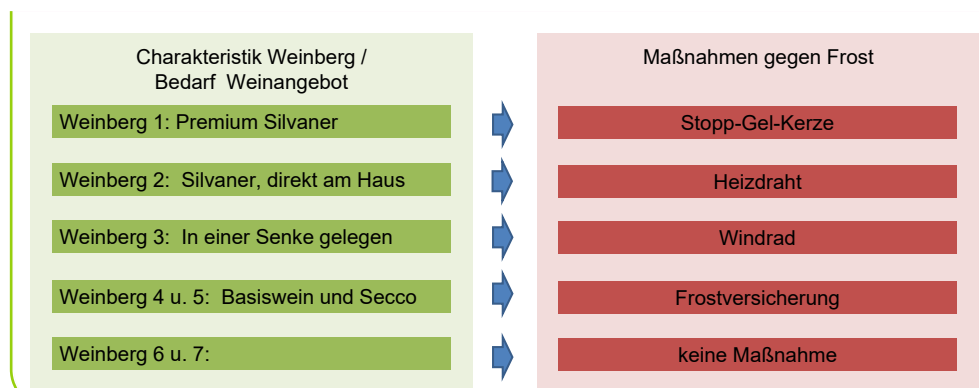 Charakteristik Weinberg /
Bedarf Weinangebot
Maßnahmen gegen Frost
Weinberg 1: Premium Silvaner
Stopp-Gel-Kerze
Weinberg 2: Silvaner, direkt am Haus
Heizdraht
Weinberg 3: In einer Senke gelegen
Windrad
Weinberg 4 u. 5: Basiswein und Secco
Frostversicherung
Weinberg 6 u. 7:
keine Maßnahme